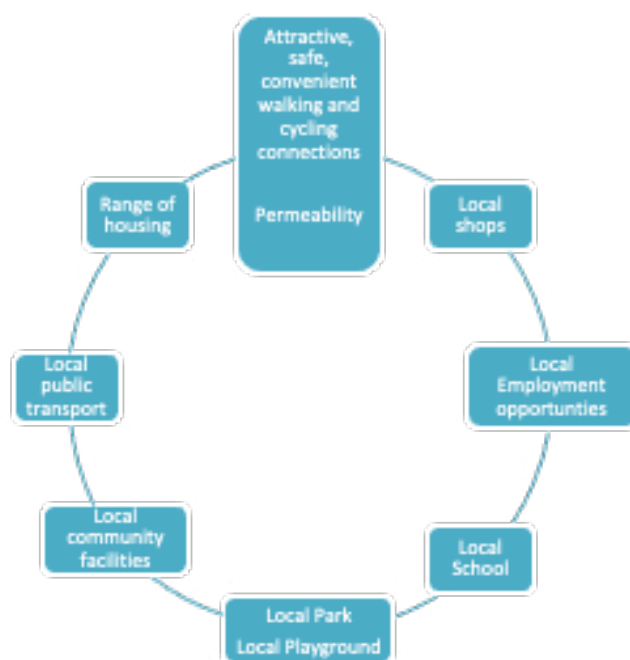 Attractive,
safe,
convenient
walking and
cycling
connections
Permeability
Local
shops
Local
Employment
opportunties
Local
School
Local Park
Local Playground
Local
community
facilities
Local
public
transport
Range of
housing